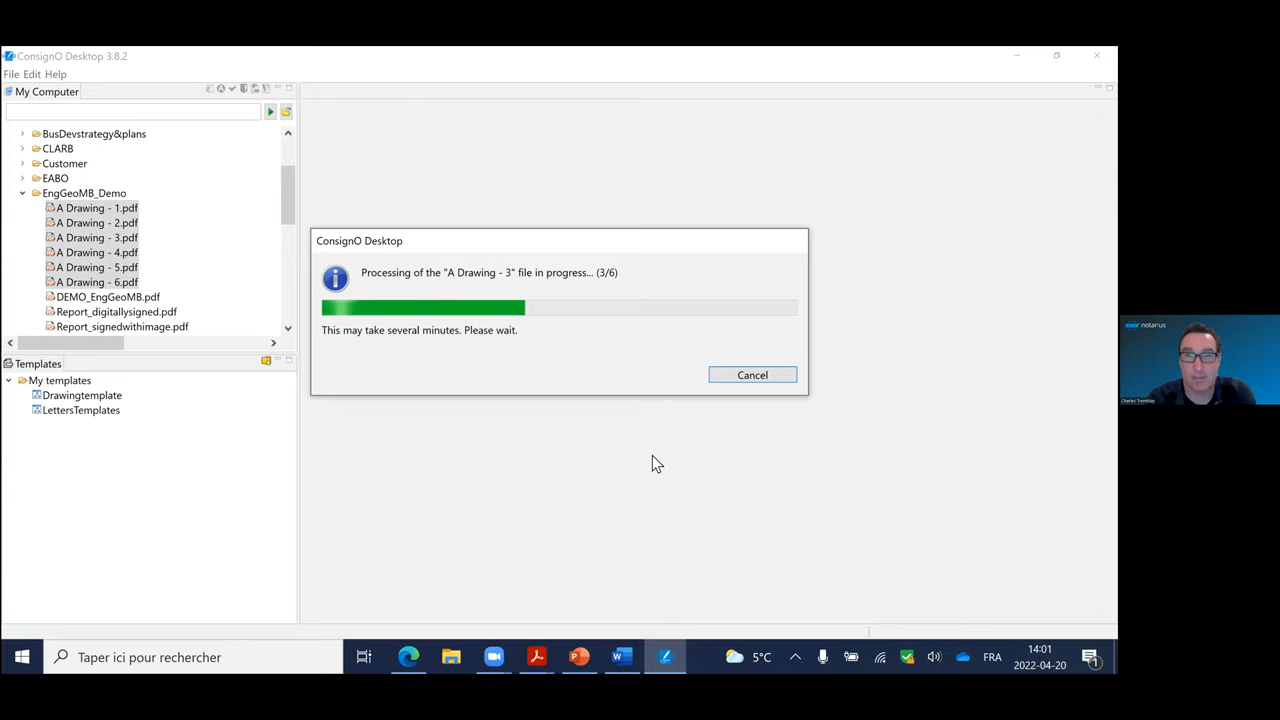 ConsignO Desktop 3.8.2
File Edit Help
My Computer
BusDevstrategy&plans
CLARB
Customer
EABO
EngGeoMB_Demo
A Drawing - 1.pdf
A Drawing - 2.pdf
A Drawing - 3.pdf
A Drawing - 4.pdf
A Drawing - 5.pdf
A Drawing - 6.pdf
DEMO_EngGeoMB.pdf
Report_digitallysigned.pdf
Report_signedwithimage.pdf
Templates
My templates
Drawingtemplate
LettersTemplates
ConsignO Desktop
Processing of the "A Drawing - 3" file in progress... (3/6)
This may take several minutes. Please wait.
Cancel
notarius
Charles Tremblay
Taper ici pour rechercher
5°C
FRA
14:01
2022-04-20
1